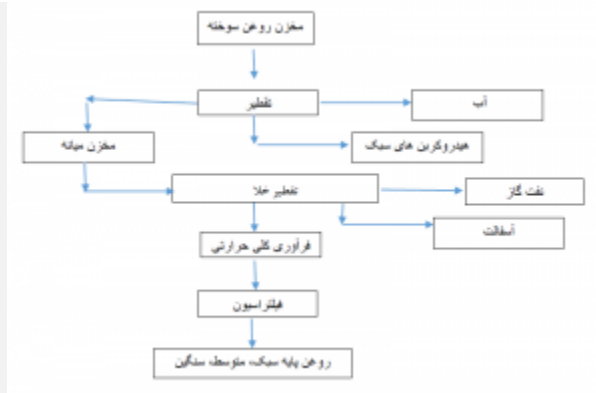 مخزن روغن سوخته
تقطیر
آب
مخزن میانه
هیدروکربن های سبک
تقطیر خلا
نفت گاز
آسفالت
فرآوری کلی حرارتی
فیلتراسیون
روغن پایه سبک، متوسط، سنگین